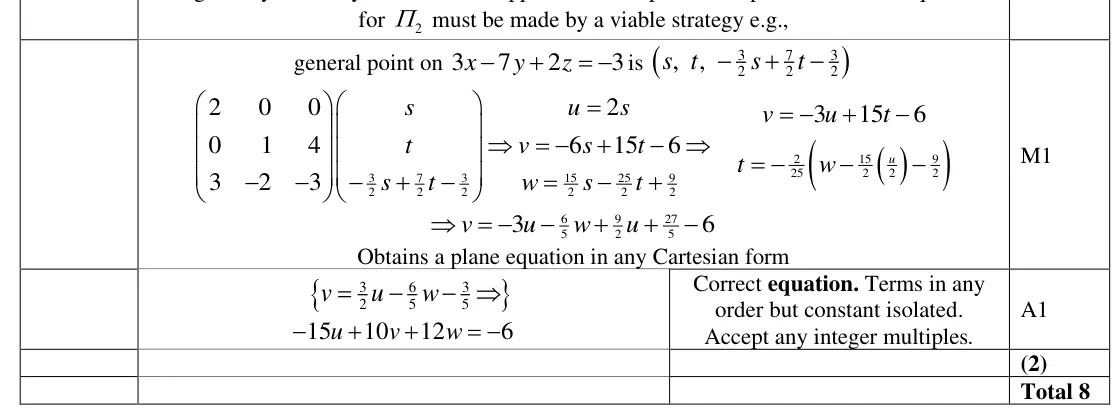 for Π₂ must be made by a viable strategy e.g.,
general point on 3x − 7y + 2z = −3 is (s, t, −3/2 s + 7/2 t − 3/2)
(2 0 0; 0 1 4; 3 −2 −3)(s; t; −3/2 s + 7/2 t − 3/2) ⇒ u = 2s, v = −6s + 15t − 6, w = 15/2 s − 25/2 t + 9/2 ⇒ v = −3u + 15t − 6, t = −2/25 (w − 15/2 (u/2) − 9/2)
M1
⇒ v = −3u − 6/5 w + 9/2 u + 27/5 − 6
Obtains a plane equation in any Cartesian form
{v = 3/2 u − 6/5 w − 3/5 ⇒}
−15u + 10v + 12w = −6
Correct equation. Terms in any
order but constant isolated.
Accept any integer multiples.
A1
(2)
Total 8